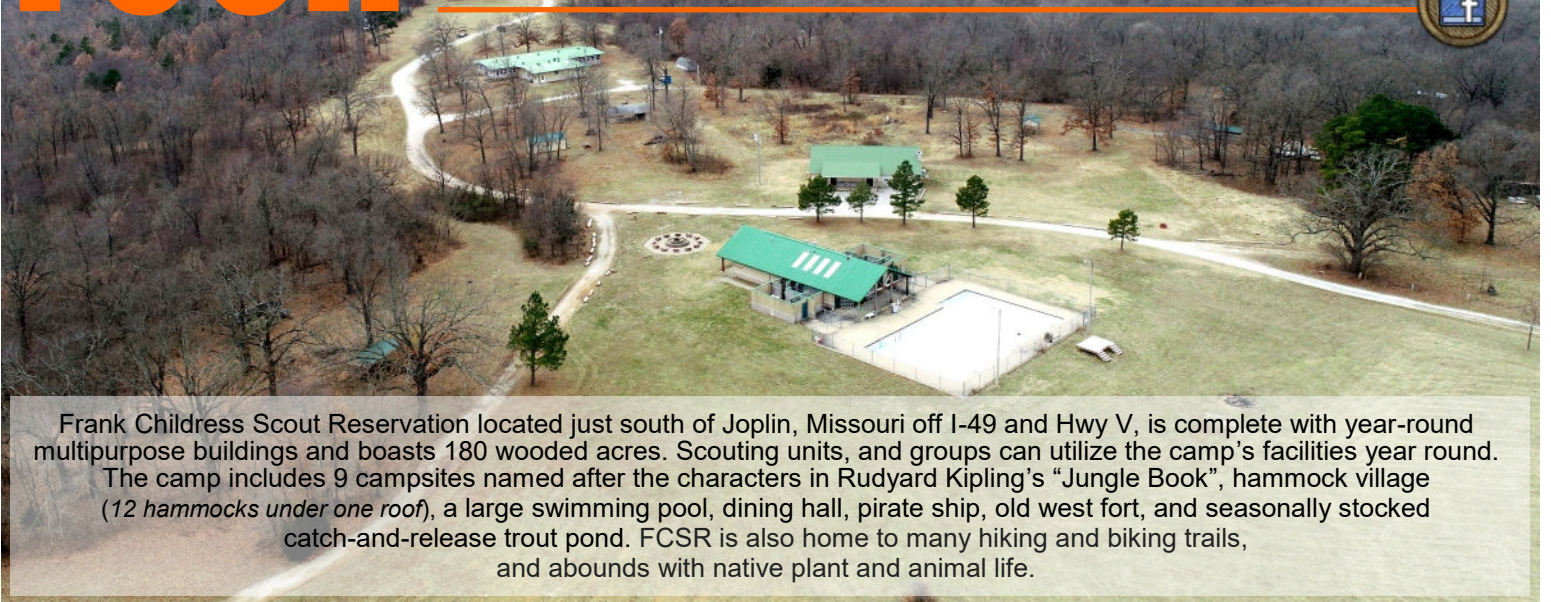 Frank Childress Scout Reservation located just south of Joplin, Missouri off I-49 and Hwy V, is complete with year-round
multipurpose buildings and boasts 180 wooded acres. Scouting units, and groups can utilize the camp's facilities year round.
The camp includes 9 campsites named after the characters in Rudyard Kipling's “Jungle Book”, hammock village
(12 hammocks under one roof), a large swimming pool, dining hall, pirate ship, old west fort, and seasonally stocked
catch-and-release trout pond. FCSR is also home to many hiking and biking trails,
and abounds with native plant and animal life.